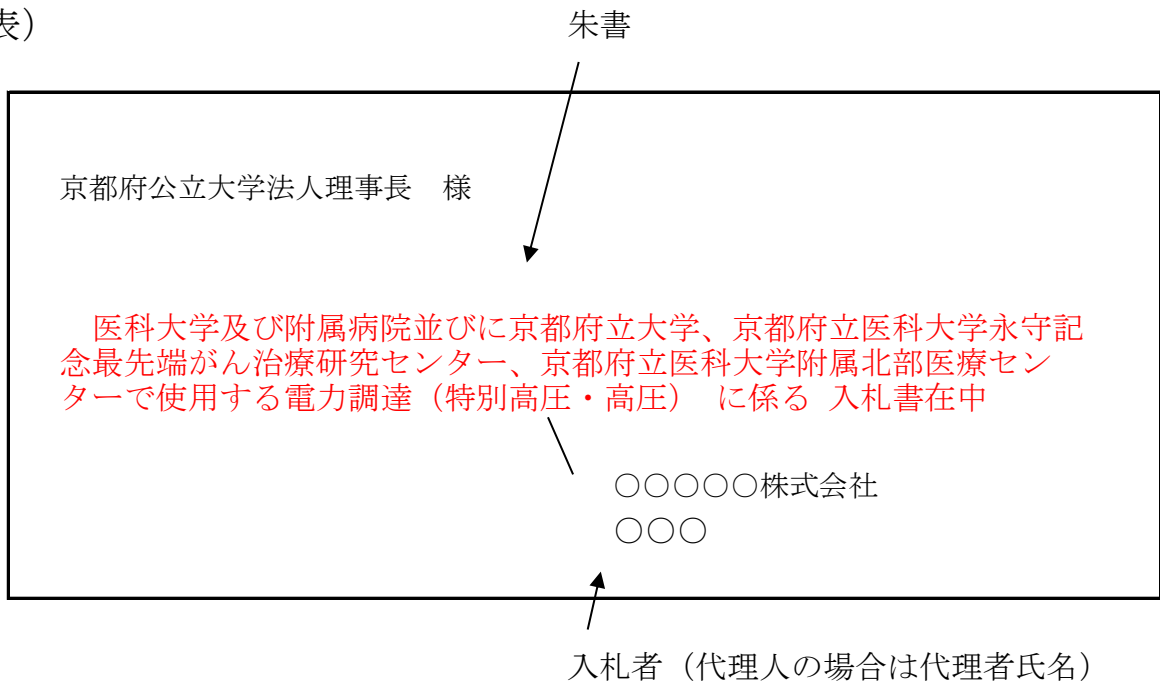 表）
朱書
京都府公立大学法人理事長　様
医科大学及び附属病院並びに京都府立大学、京都府立医科大学永守記
念最先端がん治療研究センター、京都府立医科大学附属北部医療セン
ターで使用する電力調達（特別高圧・高圧） に係る 入札書在中
○○○○○株式会社
○○○
入札者（代理人の場合は代理者氏名）